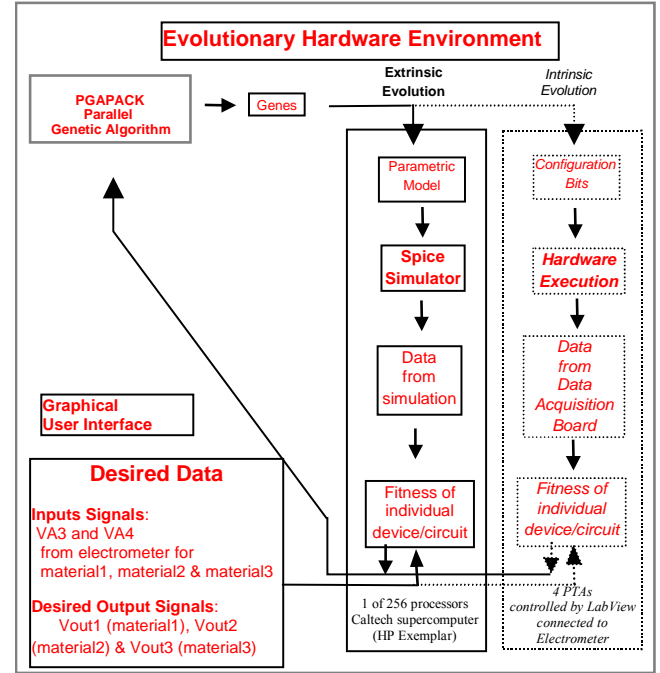 Evolutionary Hardware Environment
PGAPACK
Parallel
Genetic Algorithm
Genes
Extrinsic
Evolution
Intrinsic
Evolution
Parametric
Model
Configuration
Bits
Spice
Simulator
Hardware
Execution
Data
from
simulation
Data
from
Data
Acquisition
Board
Graphical
User Interface
Desired Data
Inputs Signals:
VA3 and VA4
from electrometer for
material1, material2 & material3
Desired Output Signals:
Vout1 (material1), Vout2
(material2) & Vout3 (material3)
Fitness of
individual
device/circuit
Fitness of
individual
device/circuit
1 of 256 processors
Caltech supercomputer
(HP Exemplar)
4 PTAs
controlled by LabView
connected to
Electrometer